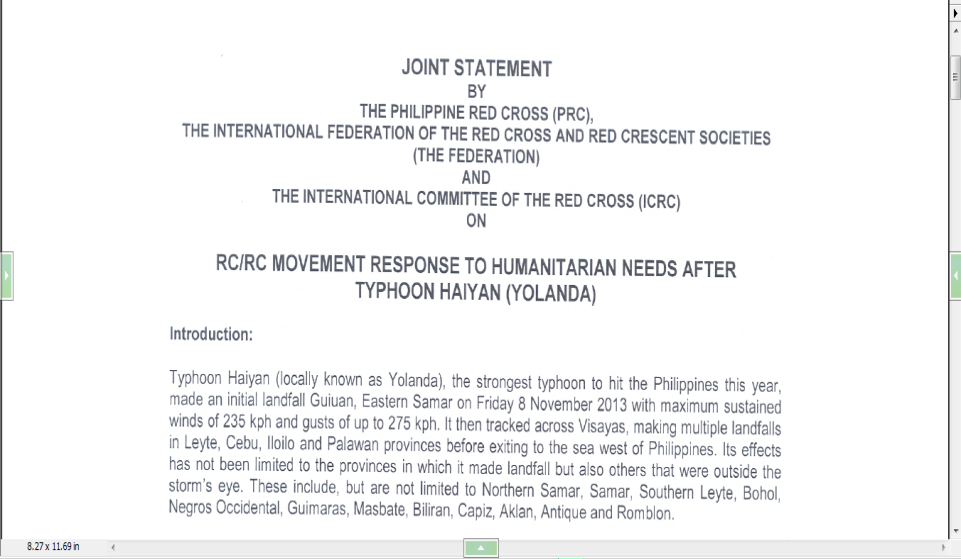 JOINT STATEMENT
BY
THE PHILIPPINE RED CROSS (PRC),
THE INTERNATIONAL FEDERATION OF THE RED CROSS AND RED CRESCENT SOCIETIES
(THE FEDERATION)
AND
THE INTERNATIONAL COMMITTEE OF THE RED CROSS (ICRC)
ON
RC/RC MOVEMENT RESPONSE TO HUMANITARIAN NEEDS AFTER
TYPHOON HAIYAN (YOLANDA)
Introduction:
Typhoon Haiyan (locally known as Yolanda), the strongest typhoon to hit the Philippines this year,
made an initial landfall Guiuan, Eastern Samar on Friday 8 November 2013 with maximum sustained
winds of 235 kph and gusts of up to 275 kph. It then tracked across Visayas, making multiple landfalls
in Leyte, Cebu, Iloilo and Palawan provinces before exiting to the sea west of Philippines. Its effects
has not been limited to the provinces in which it made landfall but also others that were outside the
storm's eye. These include, but are not limited to Northern Samar, Samar, Southern Leyte, Bohol,
Negros Occidental, Guimaras, Masbate, Biliran, Capiz, Aklan, Antique and Romblon.
8.27 x 11.69 in